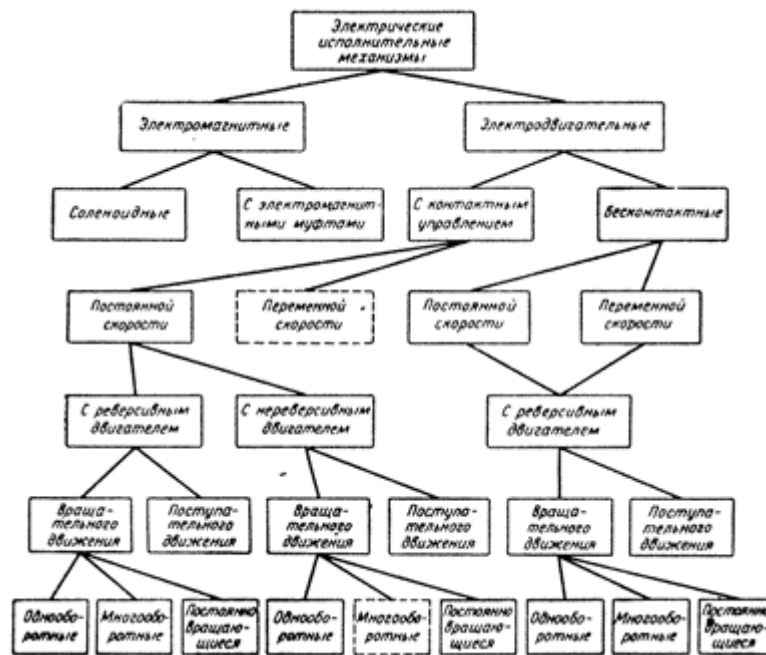 Электрические
исполнительные
механизмы
Электромагнитные
Электродвигательные
Соленоидные
С электромагнит-
ными муфтами
С контактным
управлением
Бесконтактные
Постоянной
скорости
Переменной
скорости
Постоянной
скорости
Переменной
скорости
С реверсивным
двигателем
С нереверсивным
двигателем
С реверсивным
двигателем
Враща-
тельного
движения
Поступа-
тельного
движения
Враща-
тельного
движения
Поступа-
тельного
движения
Враща-
тельного
движения
Поступа-
тельного
движения
Однообо-
ротные
Многообо-
ротные
Постоянно
вращаю-
щиеся
Однообо-
ротные
Многообо-
ротные
Постоянно
вращаю-
щиеся
Однообо-
ротные
Многообо-
ротные
Постоянно
вращаю-
щиеся